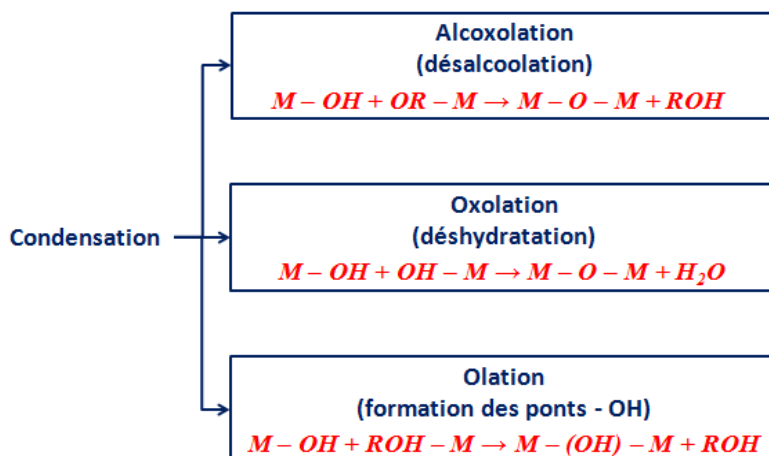 Alcoxolation
(désalcoolation)
M – OH + OR – M → M – O – M + ROH
Condensation
Oxolation
(déshydratation)
M – OH + OH – M → M – O – M + H₂O
Olation
(formation des ponts - OH)
M – OH + ROH – M → M – (OH) – M + ROH